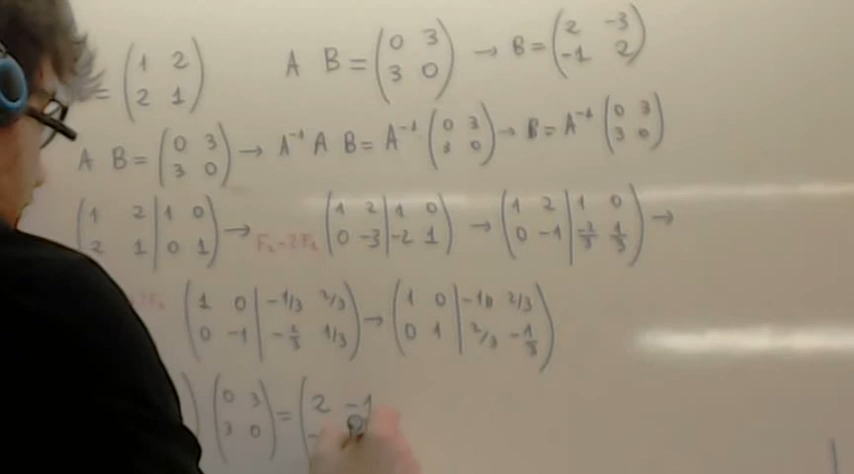 = (1 2; 2 1) A B = (0 3; 3 0) → B = (2 -3; -1 2)
A B = (0 3; 3 0) → A⁻¹ A B = A⁻¹ (0 3; 3 0) → B = A⁻¹ (0 3; 3 0)
(1 2 | 1 0; 2 1 | 0 1) → F₂-2F₁ (1 2 | 1 0; 0 -3 | -2 1) → (1 2 | 1 0; 0 -1 | -2/3 1/3) →
(1 0 | -1/3 2/3; 0 -1 | -2/3 1/3) → (1 0 | -1/3 2/3; 0 1 | 2/3 -1/3)
) (0 3; 3 0) = (2 -1; -